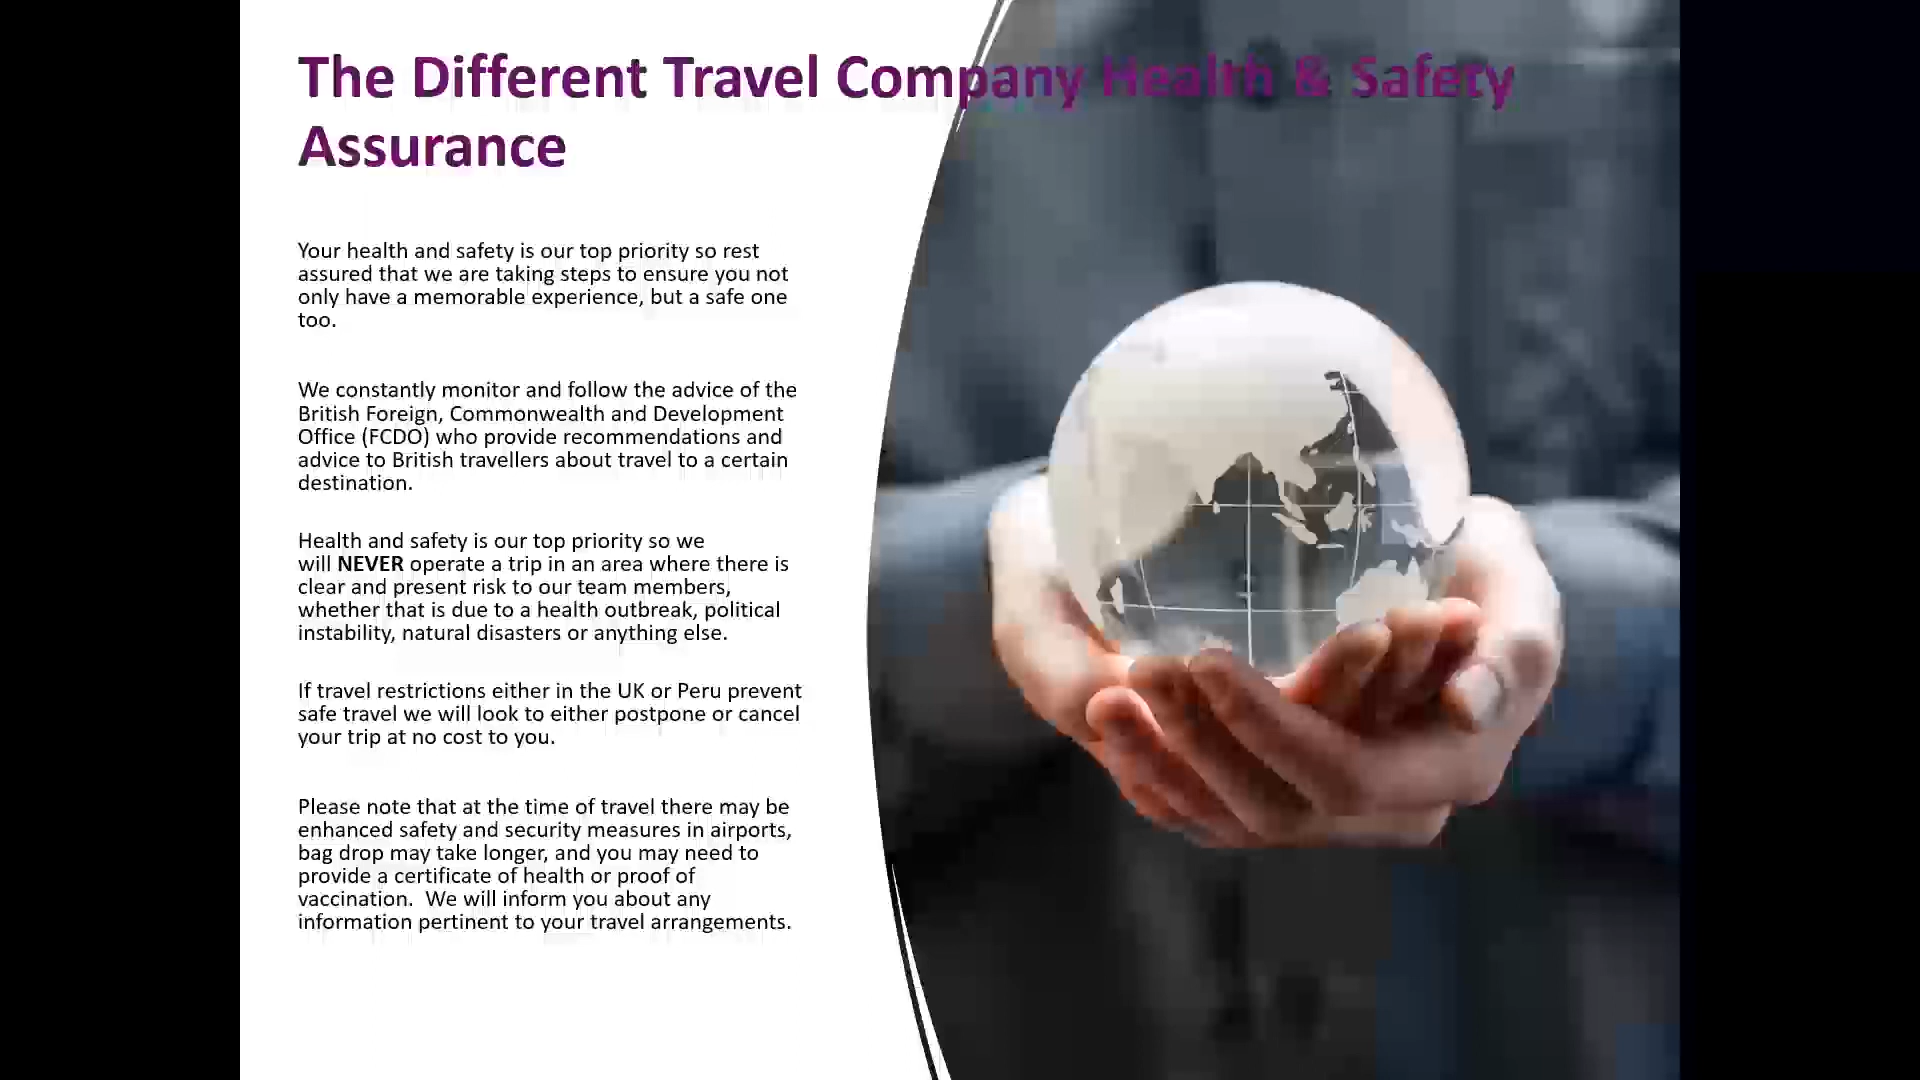 The Different Travel Company Health & Safety
Assurance
Your health and safety is our top priority so rest
assured that we are taking steps to ensure you not
only have a memorable experience, but a safe one
too.
We constantly monitor and follow the advice of the
British Foreign, Commonwealth and Development
Office (FCDO) who provide recommendations and
advice to British travellers about travel to a certain
destination.
Health and safety is our top priority so we
will NEVER operate a trip in an area where there is
clear and present risk to our team members,
whether that is due to a health outbreak, political
instability, natural disasters or anything else.
If travel restrictions either in the UK or Peru prevent
safe travel we will look to either postpone or cancel
your trip at no cost to you.
Please note that at the time of travel there may be
enhanced safety and security measures in airports,
bag drop may take longer, and you may need to
provide a certificate of health or proof of
vaccination.  We will inform you about any
information pertinent to your travel arrangements.